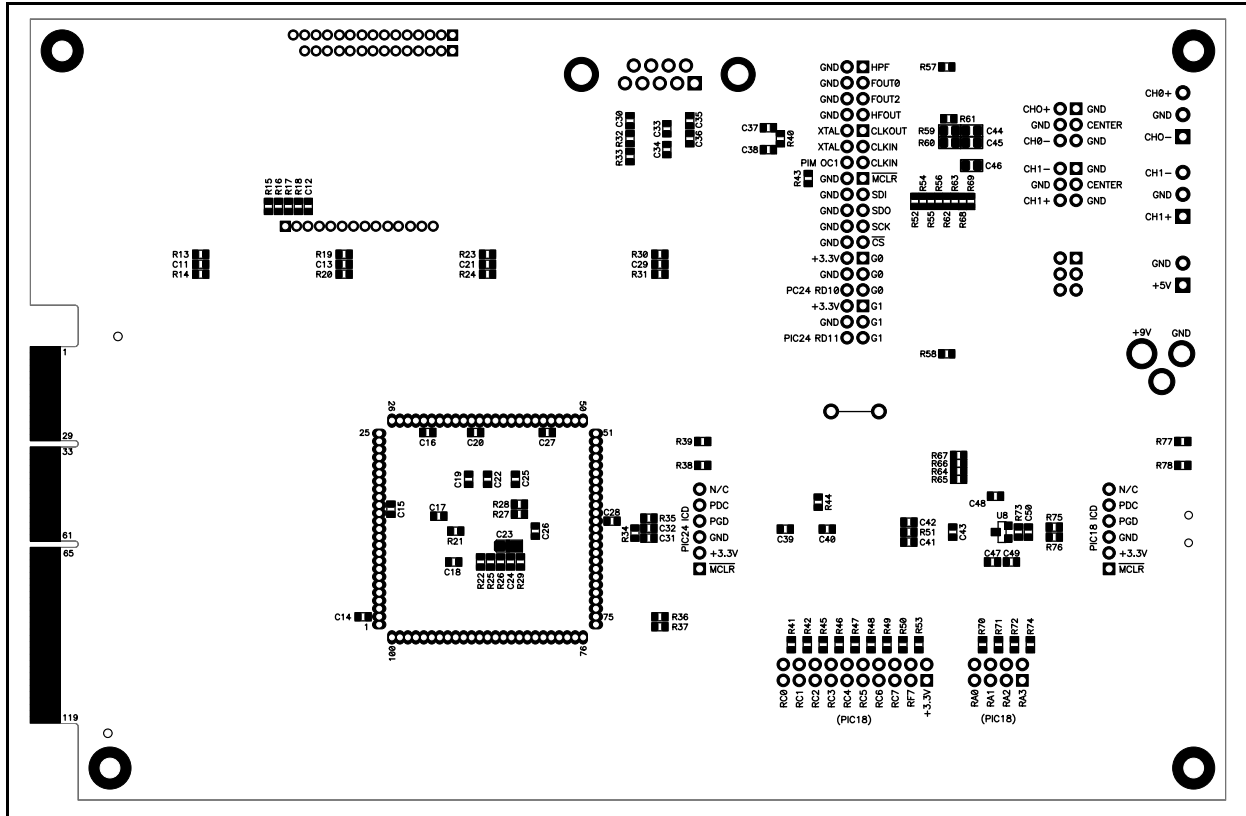 GND HPF
GND FOUT0
GND FOUT2
GND HFOUT
XTAL CLKOUT
XTAL CLKIN
PIM OC1 CLKIN
GND MCLR
GND SDI
GND SDO
GND SCK
GND CS
+3.3V G0
GND G0
PC24 RD10 G0
+3.3V G1
GND G1
PIC24 RD11 G1
R57
R61
R59 C44
R60 C45
C46
R54 R56 R63 R69
R52 R55 R62 R68
R58
CHO+ GND
GND CENTER
CH0- GND
CH1- GND
GND CENTER
CH1+ GND
CH0+
GND
CHO-
CH1-
GND
CH1+
GND
+5V
+9V GND
C30
R32
R33
C33
C34
C35
C36
C37
C38
R40
R43
R15
R16
R17
R18
C12
R13
C11
R14
R19
C13
R20
R23
C21
R24
R30
C29
R31
1
29
33
61
65
119
26 50
25 51
1 75
100 76
C16 C20 C27
C19 C22 C25
C15
C17
R28
R27
R21
C26
C23
C18
R22
R25
R26
C24
R29
C14
C28
R35
C32
C31
R34
R36
R37
R39
R38
PIC24 ICD
N/C
PDC
PGD
GND
+3.3V
MCLR
R44
C39 C40
C42
R51
C41
R67
R66
R64
R65
C43
C48
U8
R73
C50
C47 C49
R75
R76
R77
R78
PIC18 ICD
N/C
PDC
PGD
GND
+3.3V
MCLR
R41 R42 R45 R46 R47 R48 R49 R50 R53
RC0 RC1 RC2 RC3 RC4 RC5 RC6 RC7 RF7 +3.3V
(PIC18)
R70 R71 R72 R74
RA0 RA1 RA2 RA3
(PIC18)